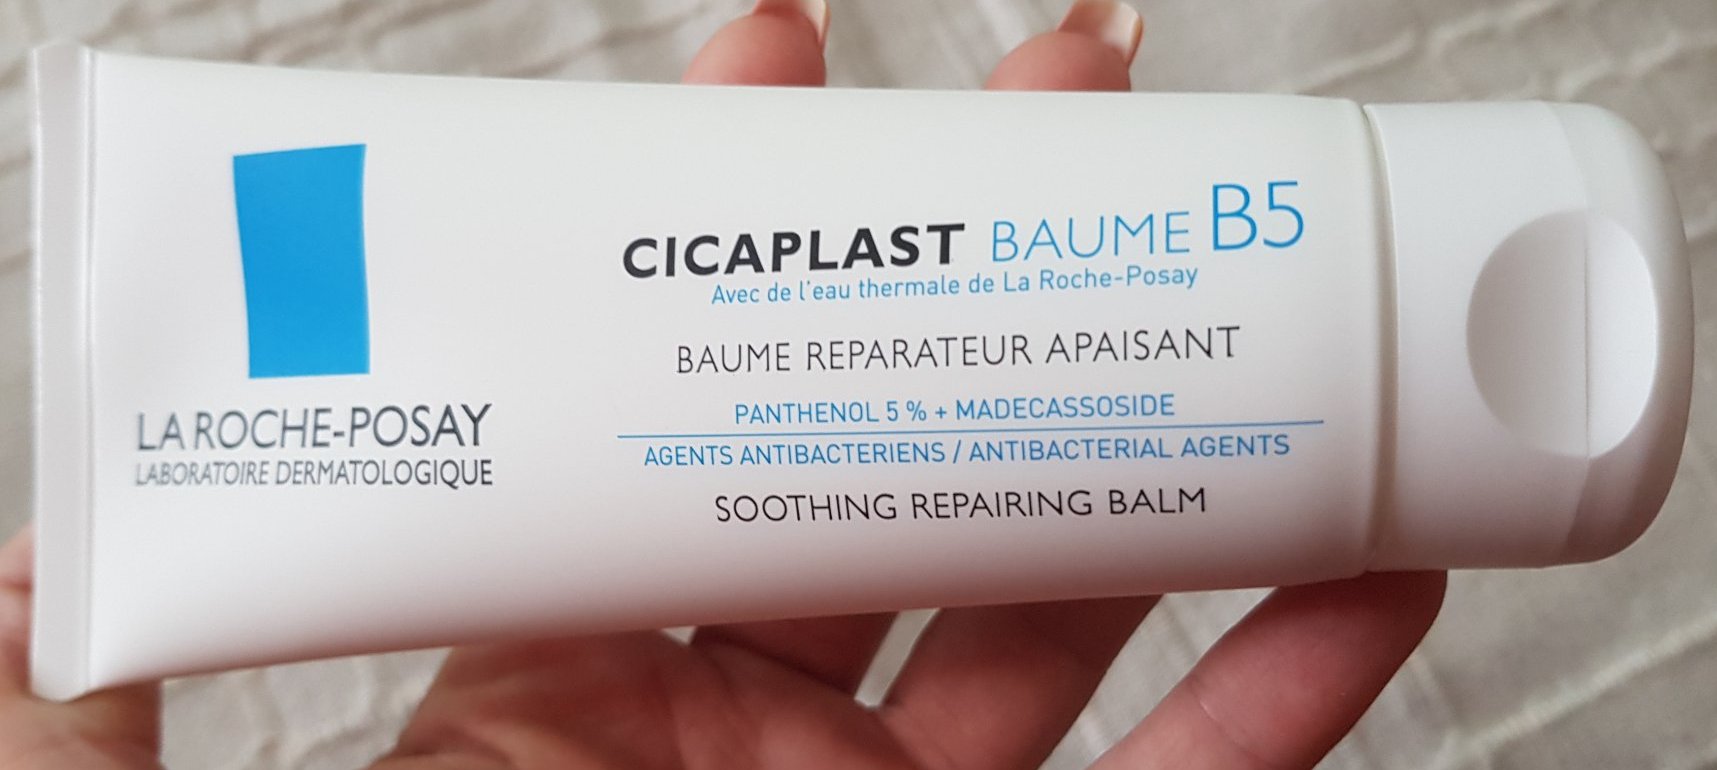 LA ROCHE-POSAY
LABORATOIRE DERMATOLOGIQUE
CICAPLAST BAUME B5
Avec de l'eau thermale de La Roche-Posay
BAUME REPARATEUR APAISANT
PANTHENOL 5 % + MADECASSOSIDE
AGENTS ANTIBACTERIENS / ANTIBACTERIAL AGENTS
SOOTHING REPAIRING BALM